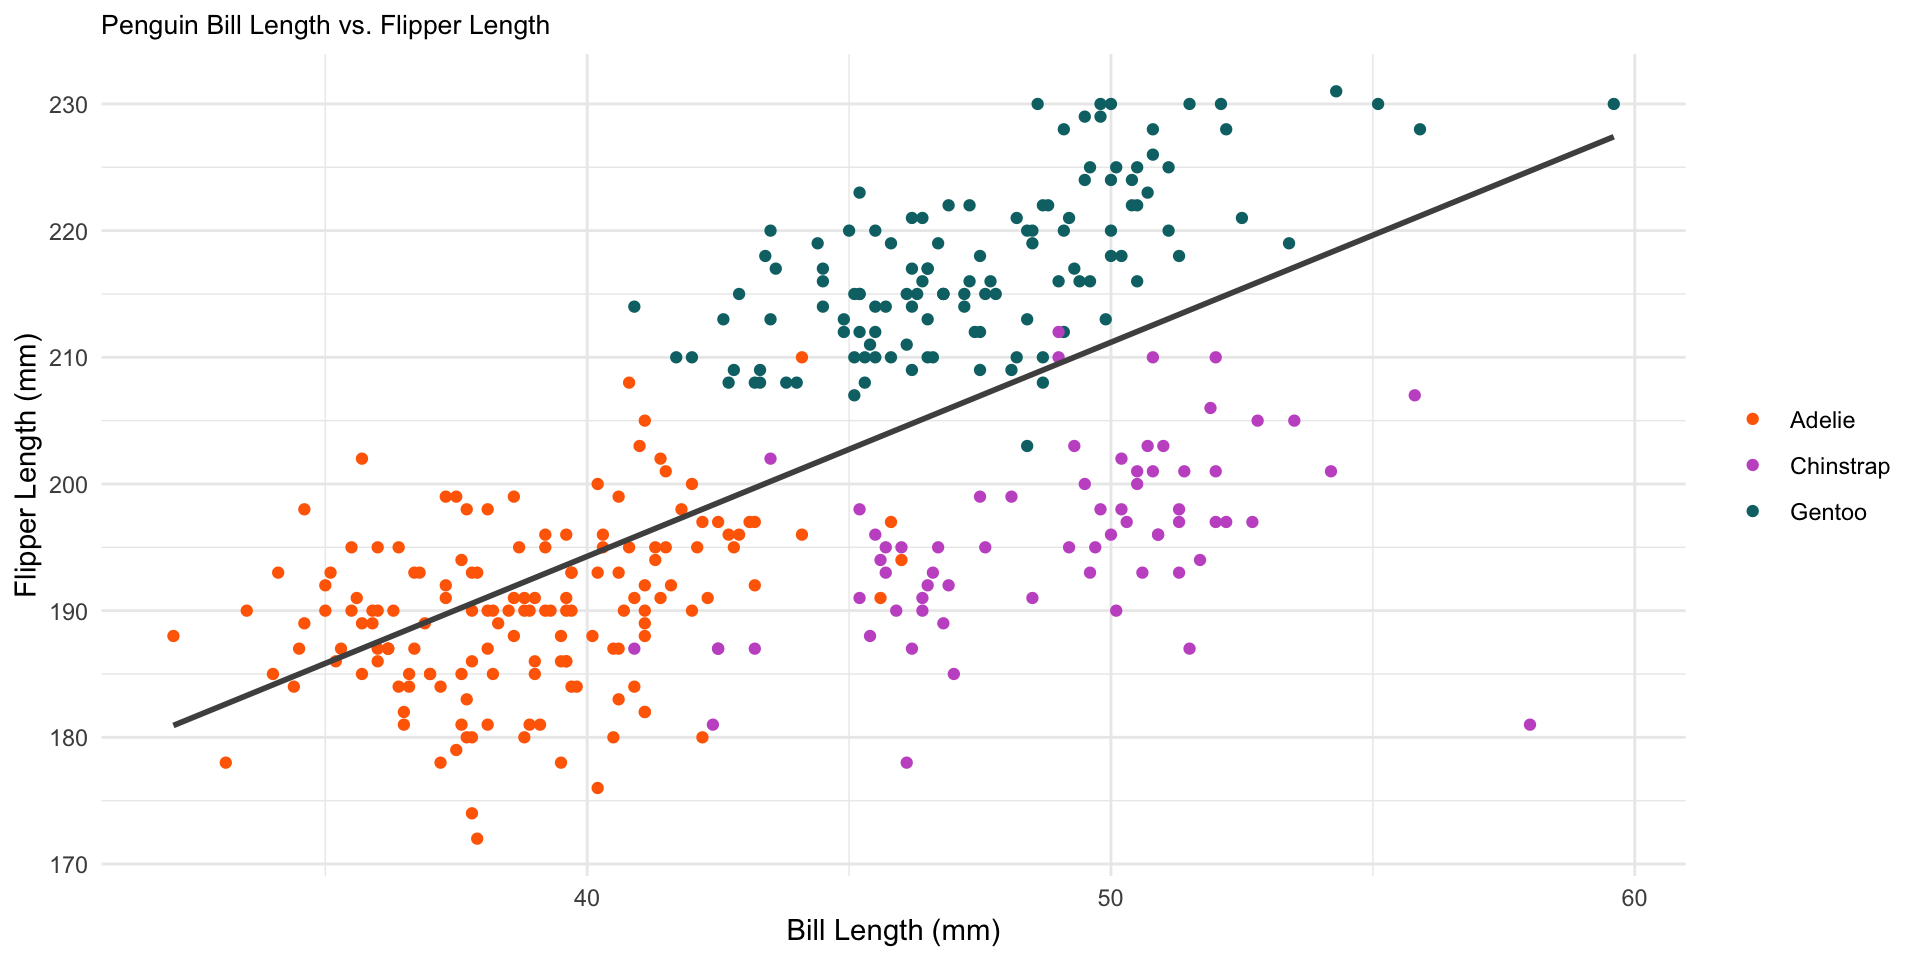 Penguin Bill Length vs. Flipper Length
230
220
210
200
190
180
170
Flipper Length (mm)
40
50
60
Bill Length (mm)
Adelie
Chinstrap
Gentoo